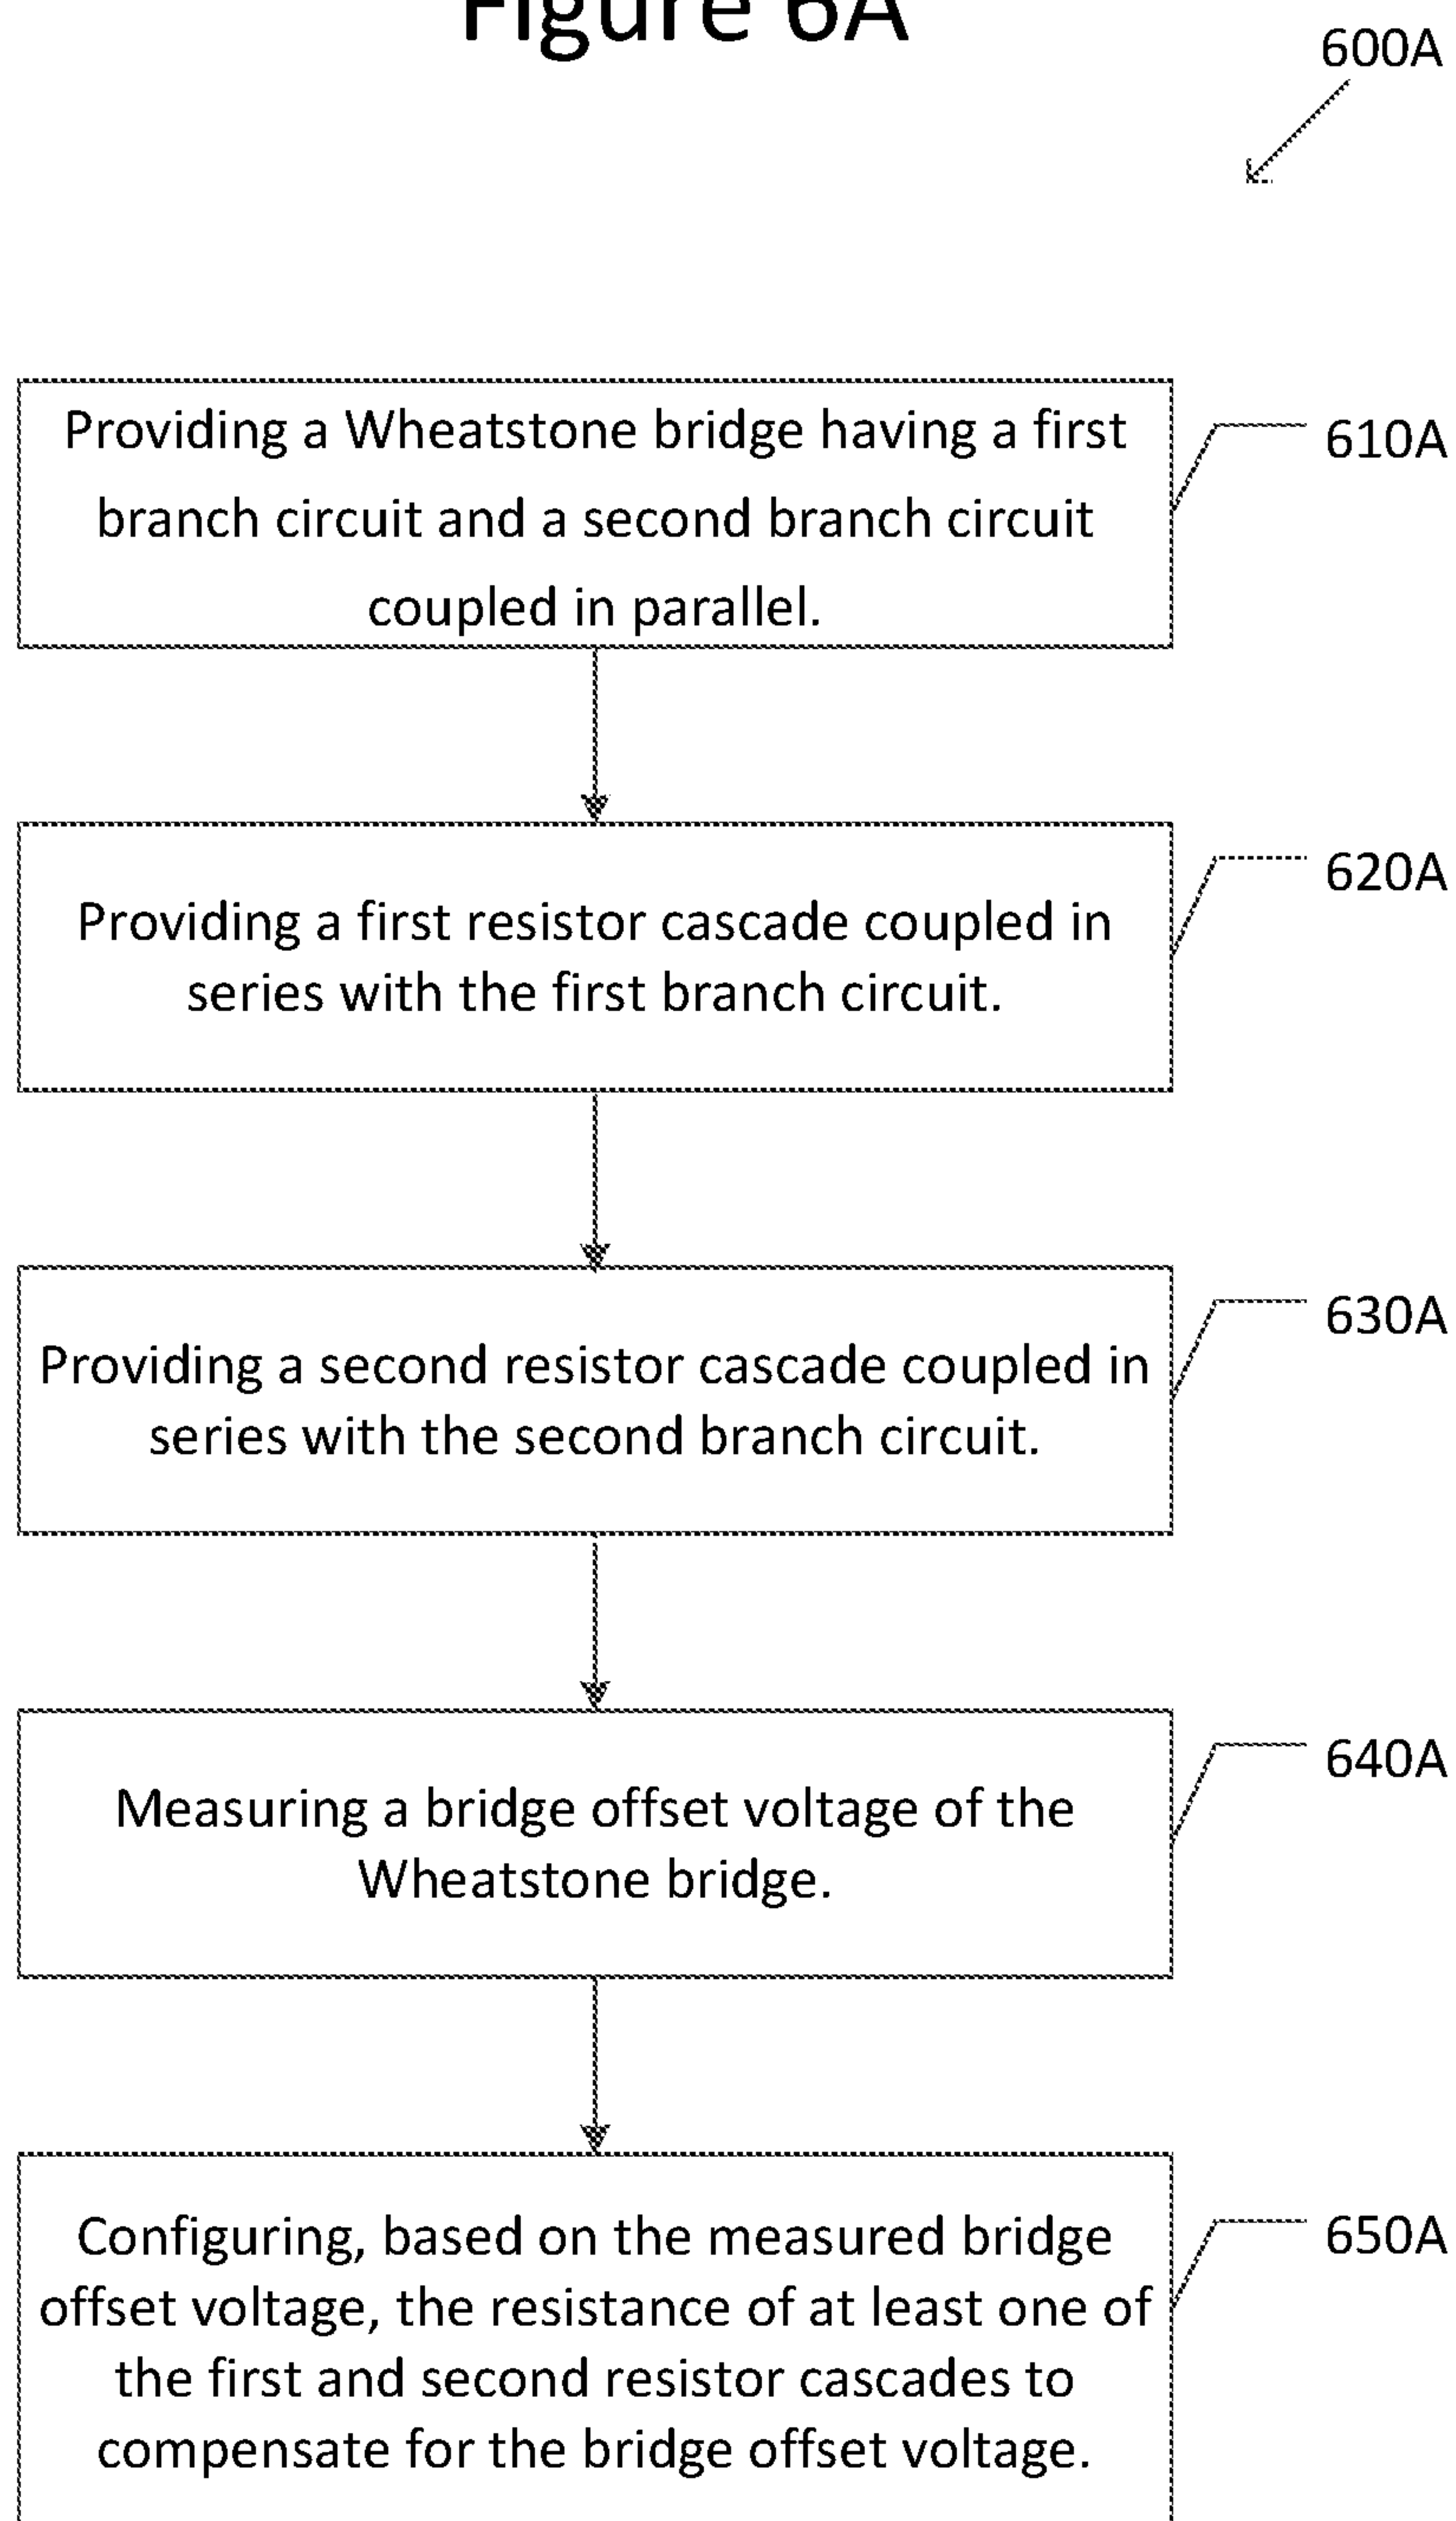 Figure 6A
600A
Providing a Wheatstone bridge having a first
branch circuit and a second branch circuit
coupled in parallel.
610A
Providing a first resistor cascade coupled in
series with the first branch circuit.
620A
Providing a second resistor cascade coupled in
series with the second branch circuit.
630A
Measuring a bridge offset voltage of the
Wheatstone bridge.
640A
Configuring, based on the measured bridge
offset voltage, the resistance of at least one of
the first and second resistor cascades to
compensate for the bridge offset voltage.
650A